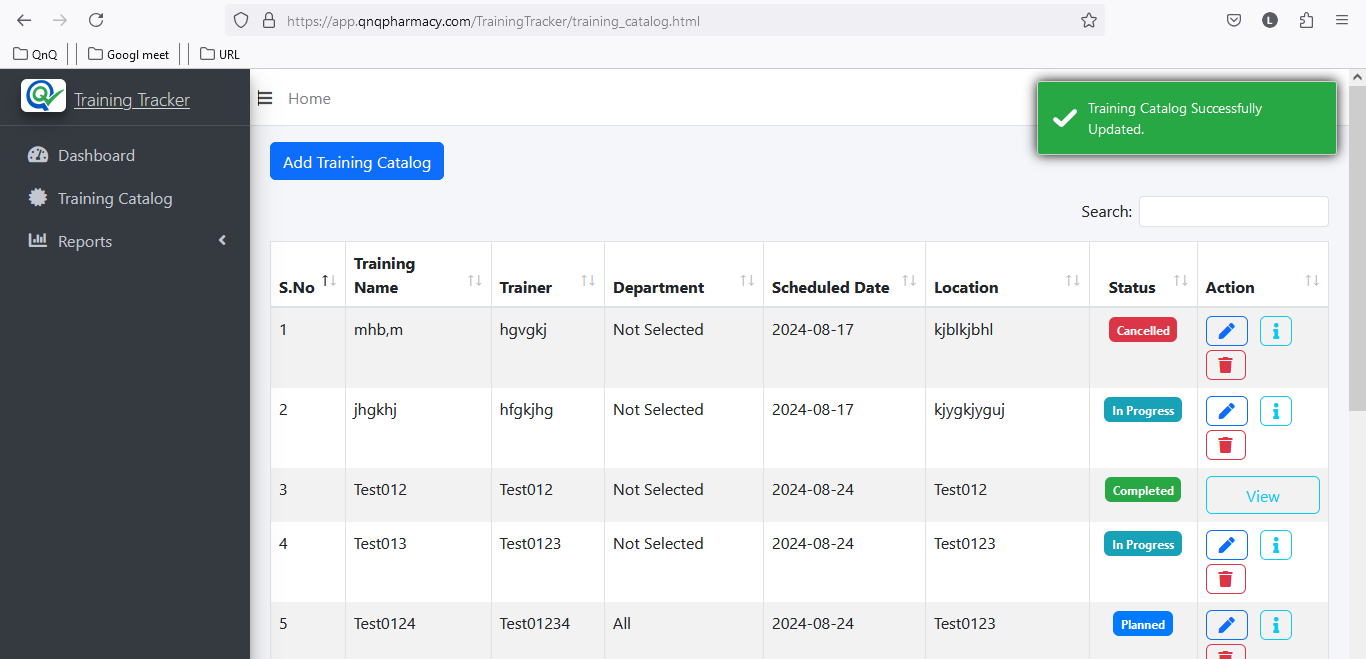 https://app.qnqpharmacy.com/TrainingTracker/training_catalog.html
L
QnQ
Googl meet
URL
Training Tracker
Home
Training Catalog Successfully
Updated.
Dashboard
Training Catalog
Reports
Add Training Catalog
Search:
S.No Training Name Trainer Department Scheduled Date Location Status Action
1 mhb,m hgvgkj Not Selected 2024-08-17 kjblkjbhl Cancelled
2 jhgkhj hfgkjhg Not Selected 2024-08-17 kjygkjyguj In Progress
3 Test012 Test012 Not Selected 2024-08-24 Test012 Completed View
4 Test013 Test0123 Not Selected 2024-08-24 Test0123 In Progress
5 Test0124 Test01234 All 2024-08-24 Test0123 Planned